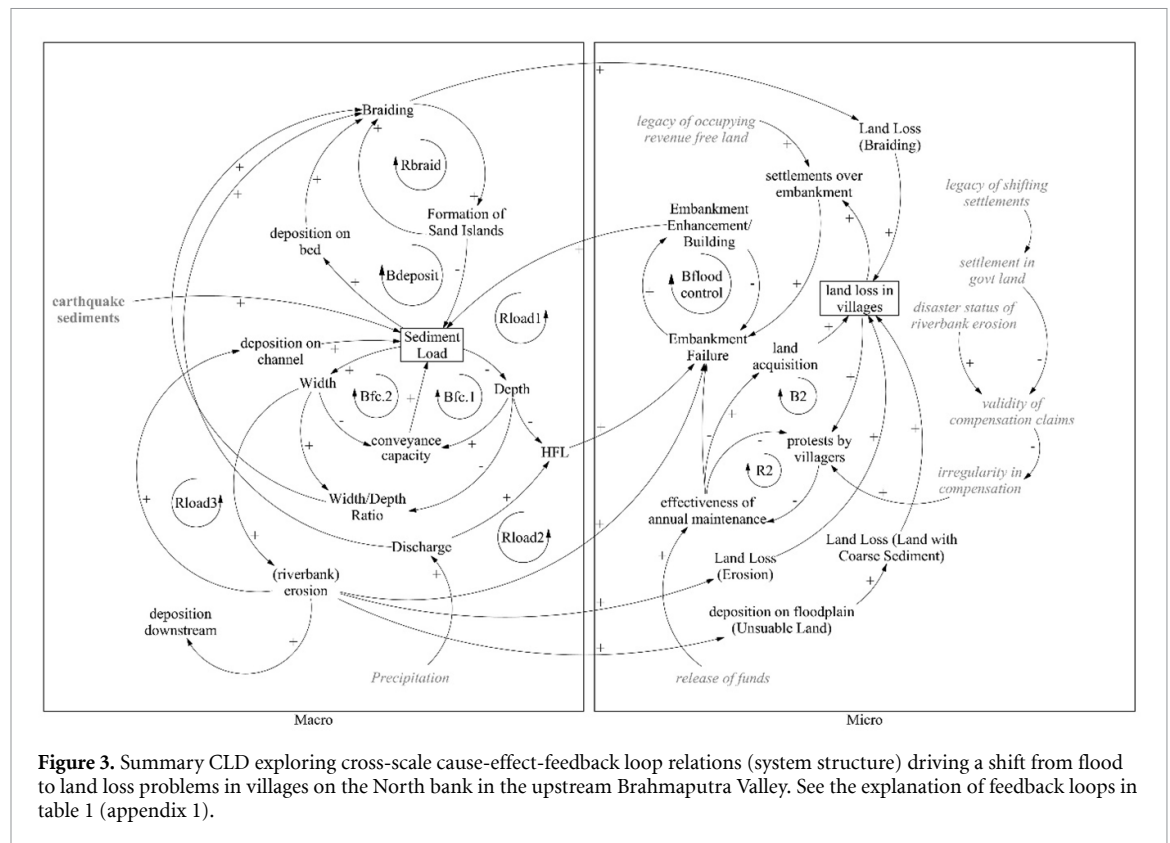 Braiding
Rbraid
Formation of
Sand Islands
deposition on
bed
Bdeposit
earthquake
sediments
Rload1
Sediment
Load
deposition on
channel
Width
Depth
Bfc.2
Bfc.1
conveyance
capacity
HFL
Width/Depth
Ratio
Rload3
Discharge
Rload2
(riverbank)
erosion
deposition
downstream
Precipitation
Macro
legacy of occupying
revenue free land
Land Loss
(Braiding)
settlements over
embankment
legacy of shifting
settlements
Embankment
Enhancement/
Building
Bflood
control
settlement in
govt land
land loss in
villages
disaster status of
riverbank erosion
Embankment
Failure
land
acquisition
B2
validity of
compensation claims
protests by
villagers
R2
irregularity in
compensation
effectiveness of
annual maintenance
Land Loss (Land with
Coarse Sediment)
Land Loss
(Erosion)
deposition on floodplain
(Unsuable Land)
release of funds
Micro
+
+
+
+
+
+
+
-
+
+
+
+
-
+
-
+
-
+
-
+
+
+
+
+
+
-
+
+
+
+
+
+
-
+
-
+
+
+
+
-
-
+
+
+
-
-
+
+
Figure 3. Summary CLD exploring cross-scale cause-effect-feedback loop relations (system structure) driving a shift from flood
to land loss problems in villages on the North bank in the upstream Brahmaputra Valley. See the explanation of feedback loops in
table 1 (appendix 1).